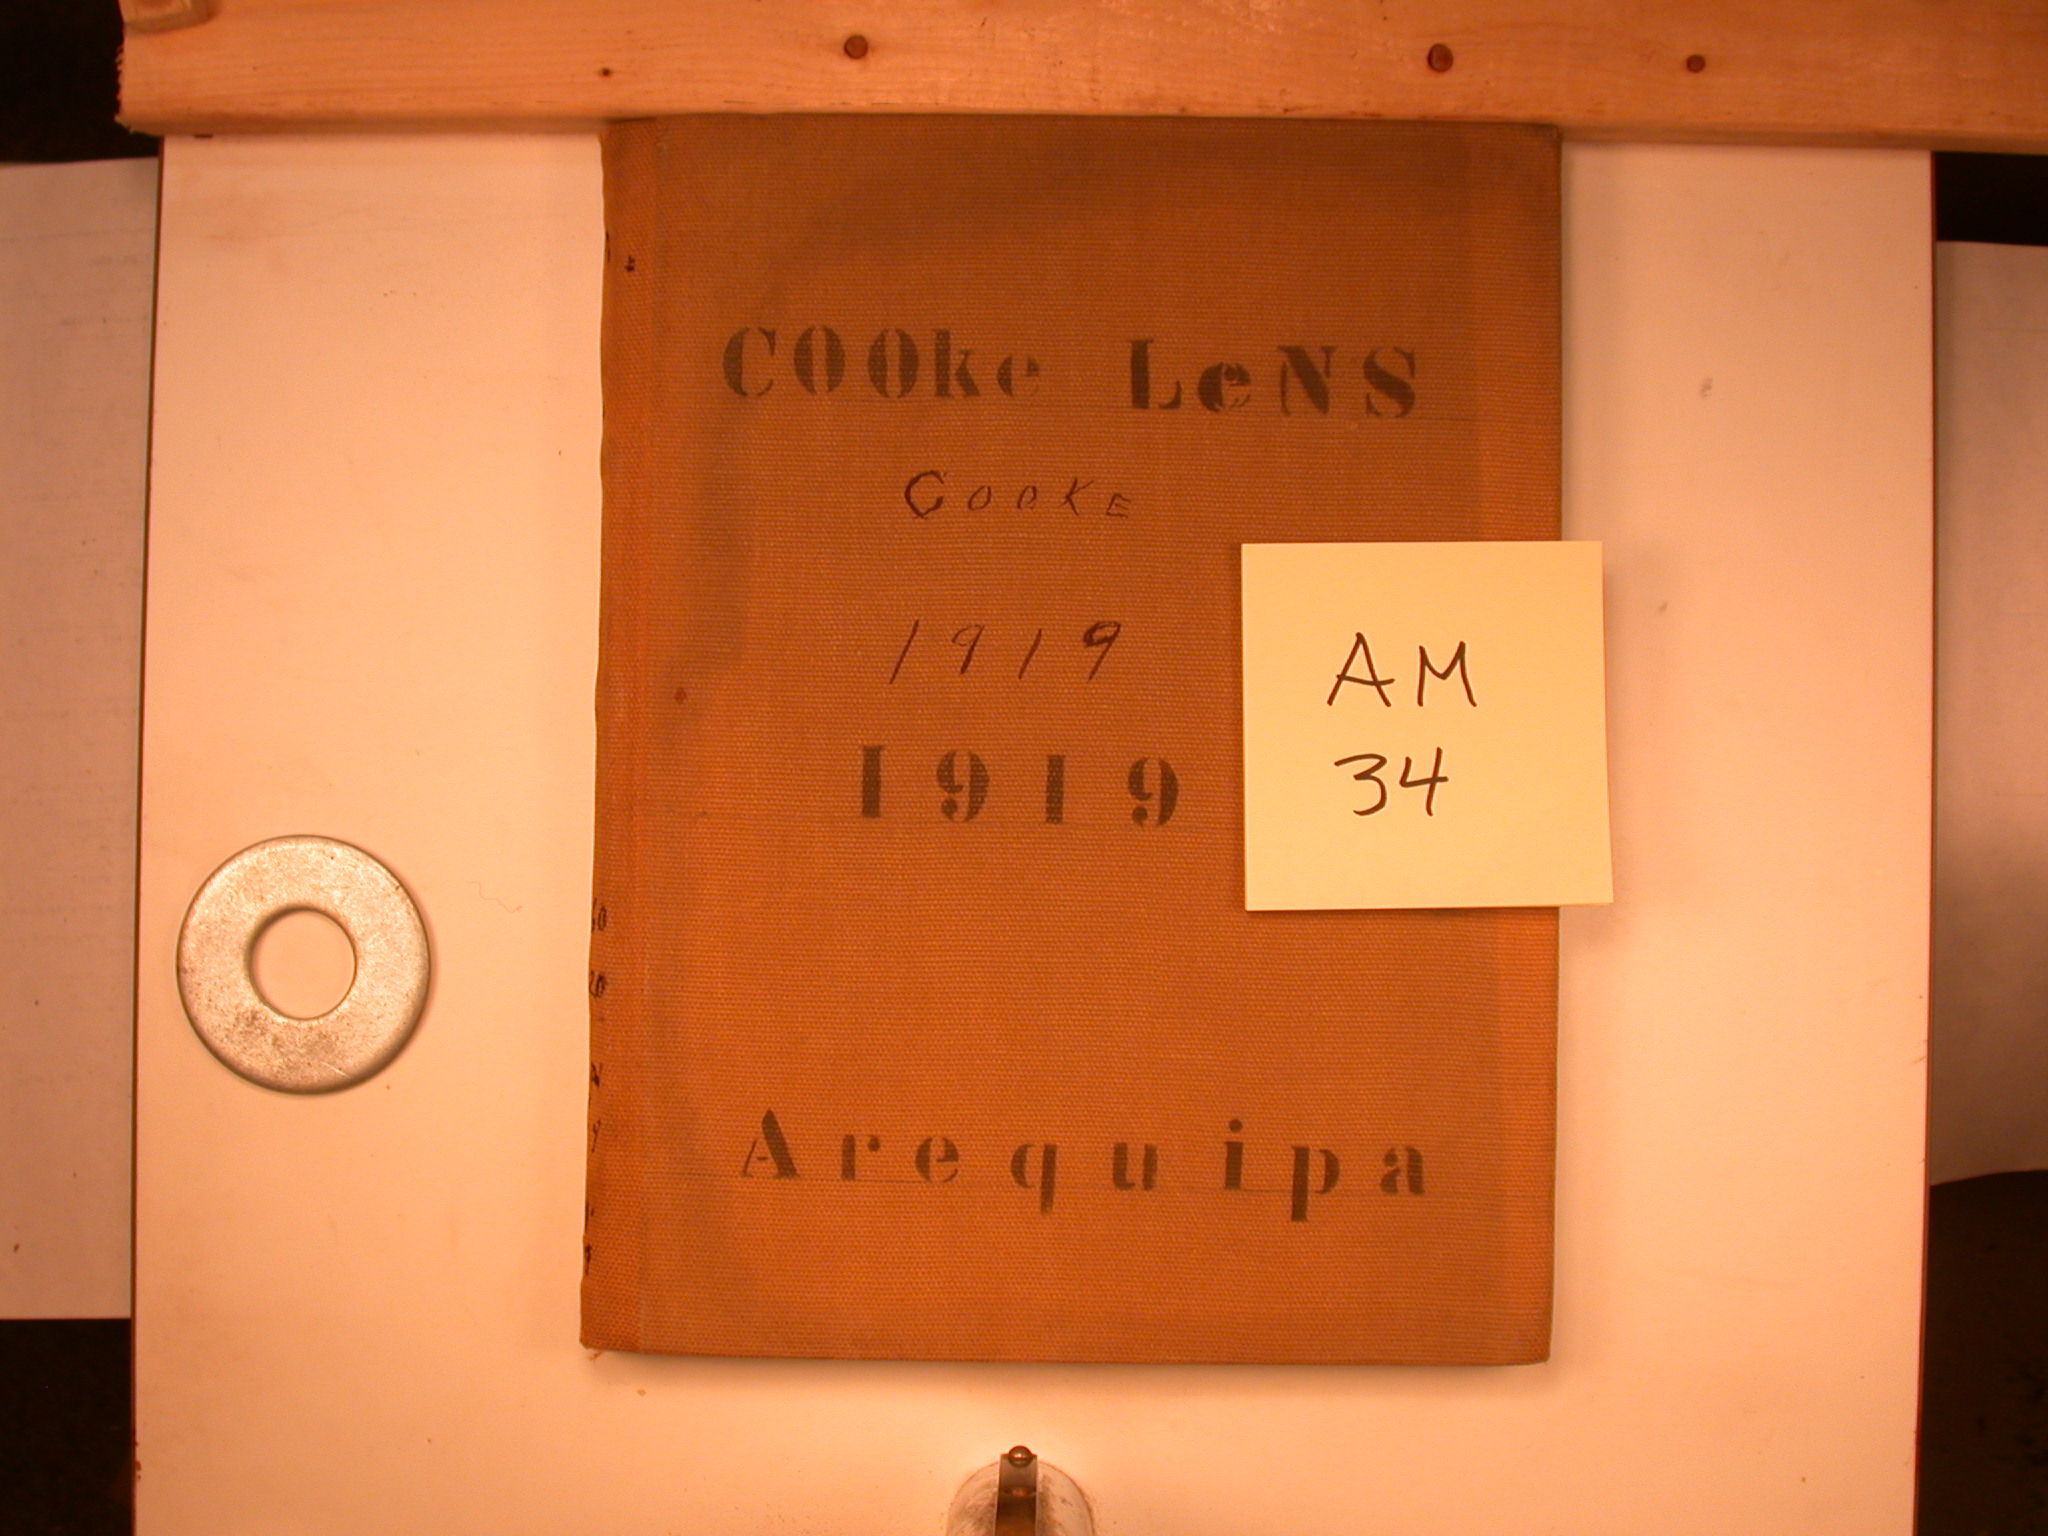 COOke LeNS
COOKE
1919
1919
Arequipa
AM
34